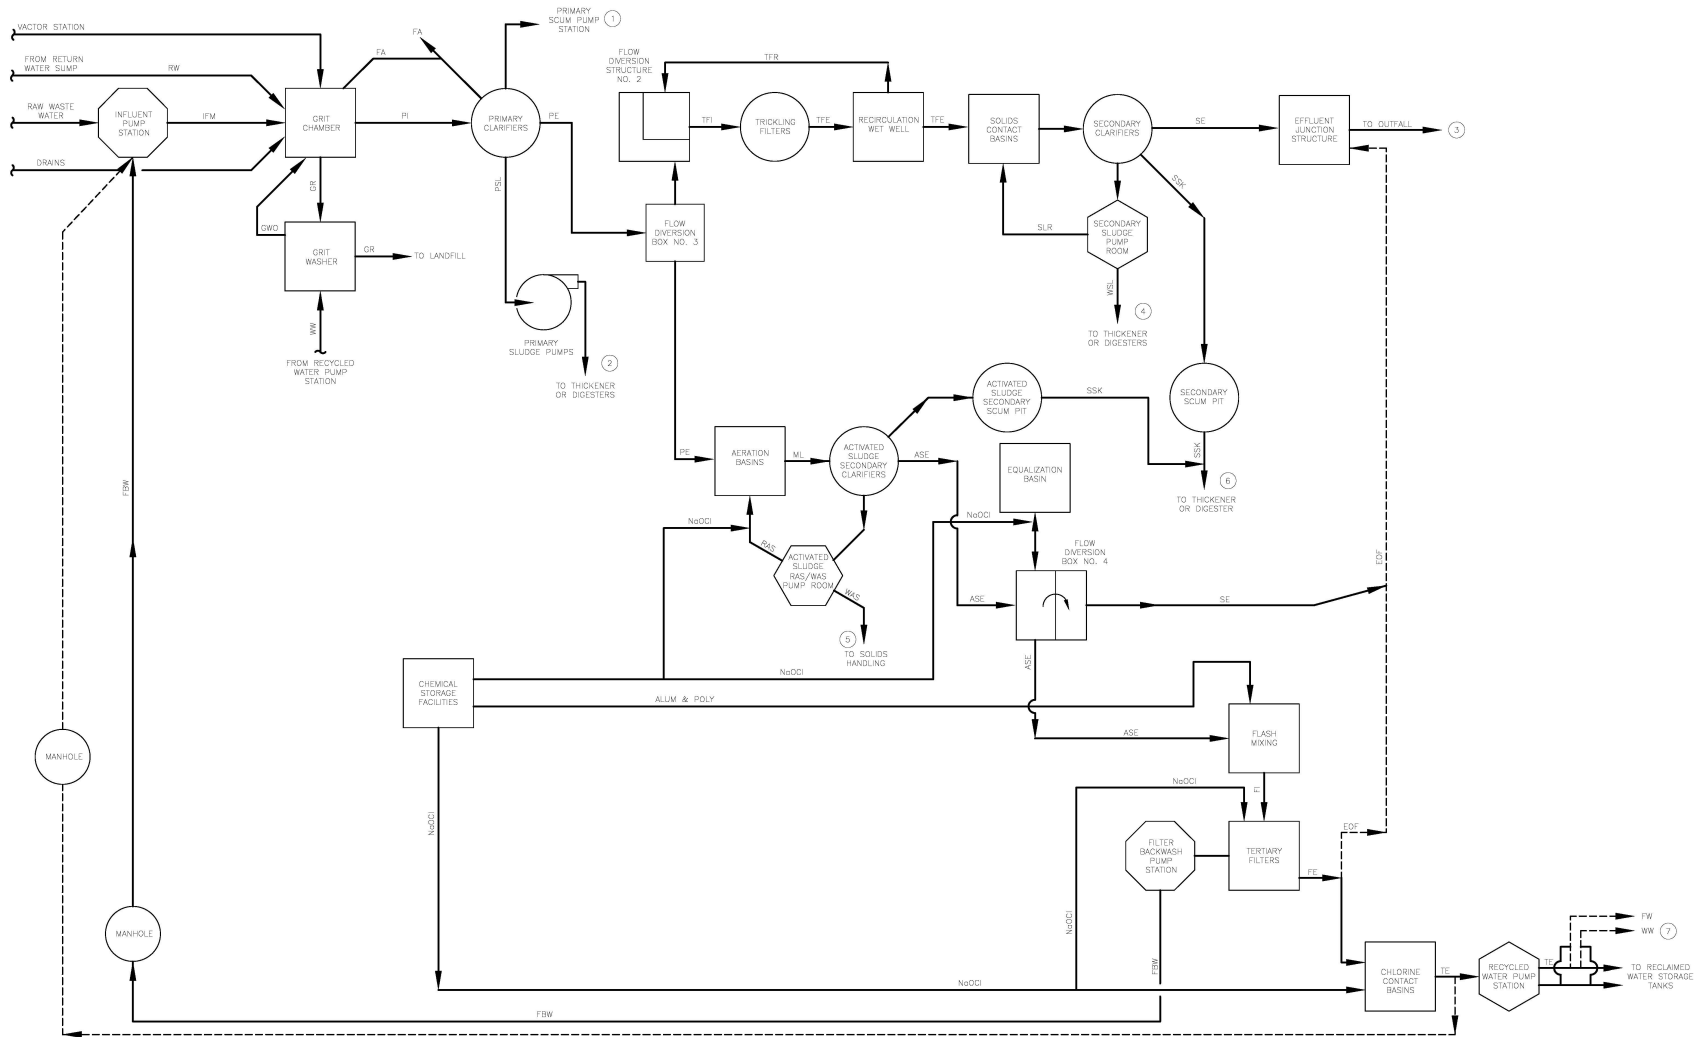 VACTOR STATION
FROM RETURN
WATER SUMP
RW
RAW WASTE
WATER
DRAINS
INFLUENT
PUMP
STATION
IFM
GRIT
CHAMBER
FA
FA
PI
PRIMARY
SCUM PUMP
STATION
1
PRIMARY
CLARIFIERS
PE
PSL
GR
GWO
GRIT
WASHER
GR
TO LANDFILL
WW
FROM RECYCLED
WATER PUMP
STATION
PRIMARY
SLUDGE PUMPS
2
TO THICKENER
OR DIGESTERS
FLOW
DIVERSION
STRUCTURE
NO. 2
TFR
TFI
TRICKLING
FILTERS
TFE
RECIRCULATION
WET WELL
TFE
SOLIDS
CONTACT
BASINS
SECONDARY
CLARIFIERS
SE
EFFLUENT
JUNCTION
STRUCTURE
TO OUTFALL
3
FLOW
DIVERSION
BOX NO. 3
SLR
SECONDARY
SLUDGE
PUMP
ROOM
SSK
WSL
4
TO THICKENER
OR DIGESTERS
PE
AERATION
BASINS
ML
ACTIVATED
SLUDGE
SECONDARY
CLARIFIERS
ASE
ACTIVATED
SLUDGE
SECONDARY
SCUM PIT
SSK
SECONDARY
SCUM PIT
SSK
6
TO THICKENER
OR DIGESTER
EQUALIZATION
BASIN
NaOCl
NaOCl
RAS
ACTIVATED
SLUDGE
RAS/WAS
PUMP ROOM
WAS
5
TO SOLIDS
HANDLING
FLOW
DIVERSION
BOX NO. 4
ASE
SE
EOF
ASE
FBW
CHEMICAL
STORAGE
FACILITIES
NaOCl
ALUM & POLY
ASE
FLASH
MIXING
FI
MANHOLE
NaOCl
NaOCl
EOF
FILTER
BACKWASH
PUMP
STATION
TERTIARY
FILTERS
FE
MANHOLE
NaOCl
FBW
NaOCl
FBW
CHLORINE
CONTACT
BASINS
TE
RECYCLED
WATER PUMP
STATION
TE
FW
WW
7
TO RECLAIMED
WATER STORAGE
TANKS